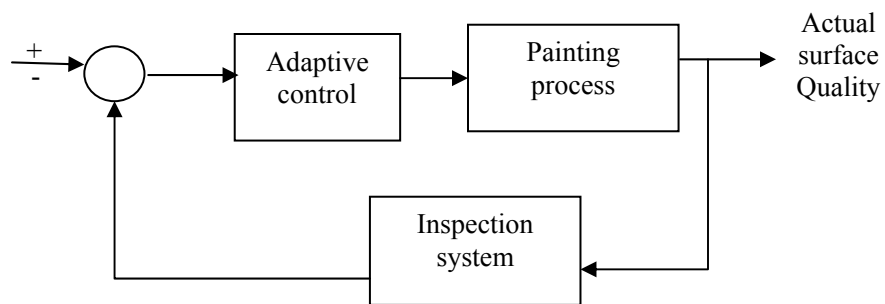 +
-
Adaptive
control
Painting
process
Actual
surface
Quality
Inspection
system